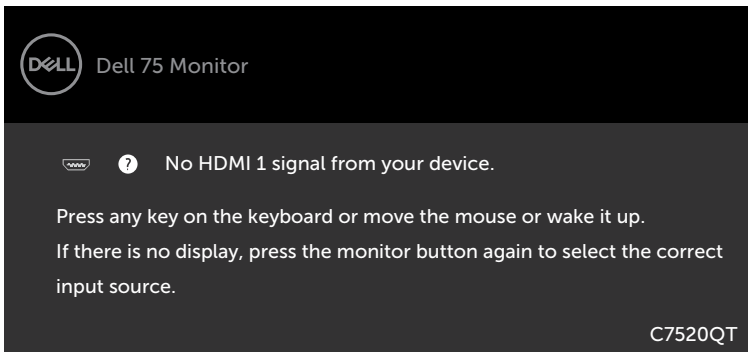 DELL Dell 75 Monitor
? No HDMI 1 signal from your device.
Press any key on the keyboard or move the mouse or wake it up.
If there is no display, press the monitor button again to select the correct
input source.
C7520QT